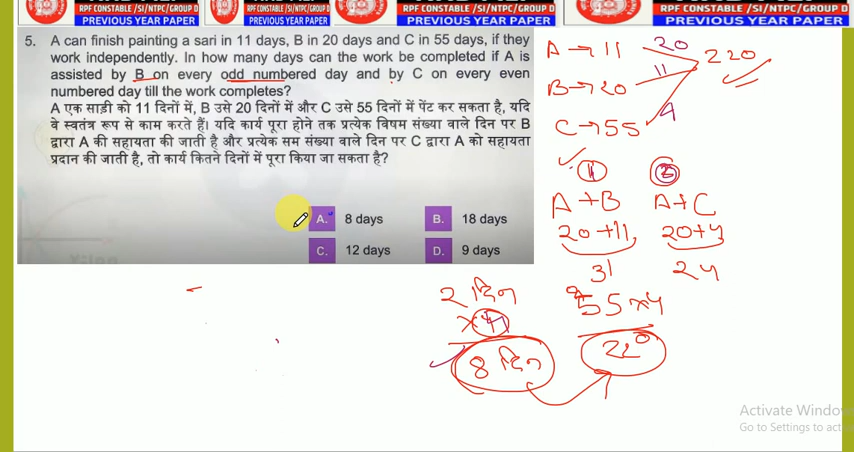 RPF CONSTABLE /SI/NTPC/GROUP D
PREVIOUS YEAR PAPER
RPF CONSTABLE /SI/NTPC/GROUP D
PREVIOUS YEAR PAPER
RPF CONSTABLE /SI/NTPC/GROUP D
PREVIOUS YEAR PAPER
RPF CONSTABLE /SI/NTPC/GROUP D
PREVIOUS YEAR PAPER
5. A can finish painting a sari in 11 days, B in 20 days and C in 55 days, if they
work independently. In how many days can the work be completed if A is
assisted by B on every odd numbered day and by C on every even
numbered day till the work completes?
A एक साड़ी को 11 दिनों में, B उसे 20 दिनों में और C उसे 55 दिनों में पेंट कर सकता है, यदि
वे स्वतंत्र रूप से काम करते हैं। यदि कार्य पूरा होने तक प्रत्येक विषम संख्या वाले दिन पर B
द्वारा A की सहायता की जाती है और प्रत्येक सम संख्या वाले दिन पर C द्वारा A को सहायता
प्रदान की जाती है, तो कार्य कितने दिनों में पूरा किया जा सकता है?
A. 8 days B. 18 days
C. 12 days D. 9 days
A→11 20 220
B→20 11
C→55 4
1 2
A+B A+C
20+11 20+4
31 24
2 दिन 55×4
×4
8 दिन 220
Activate Window
Go to Settings to activ